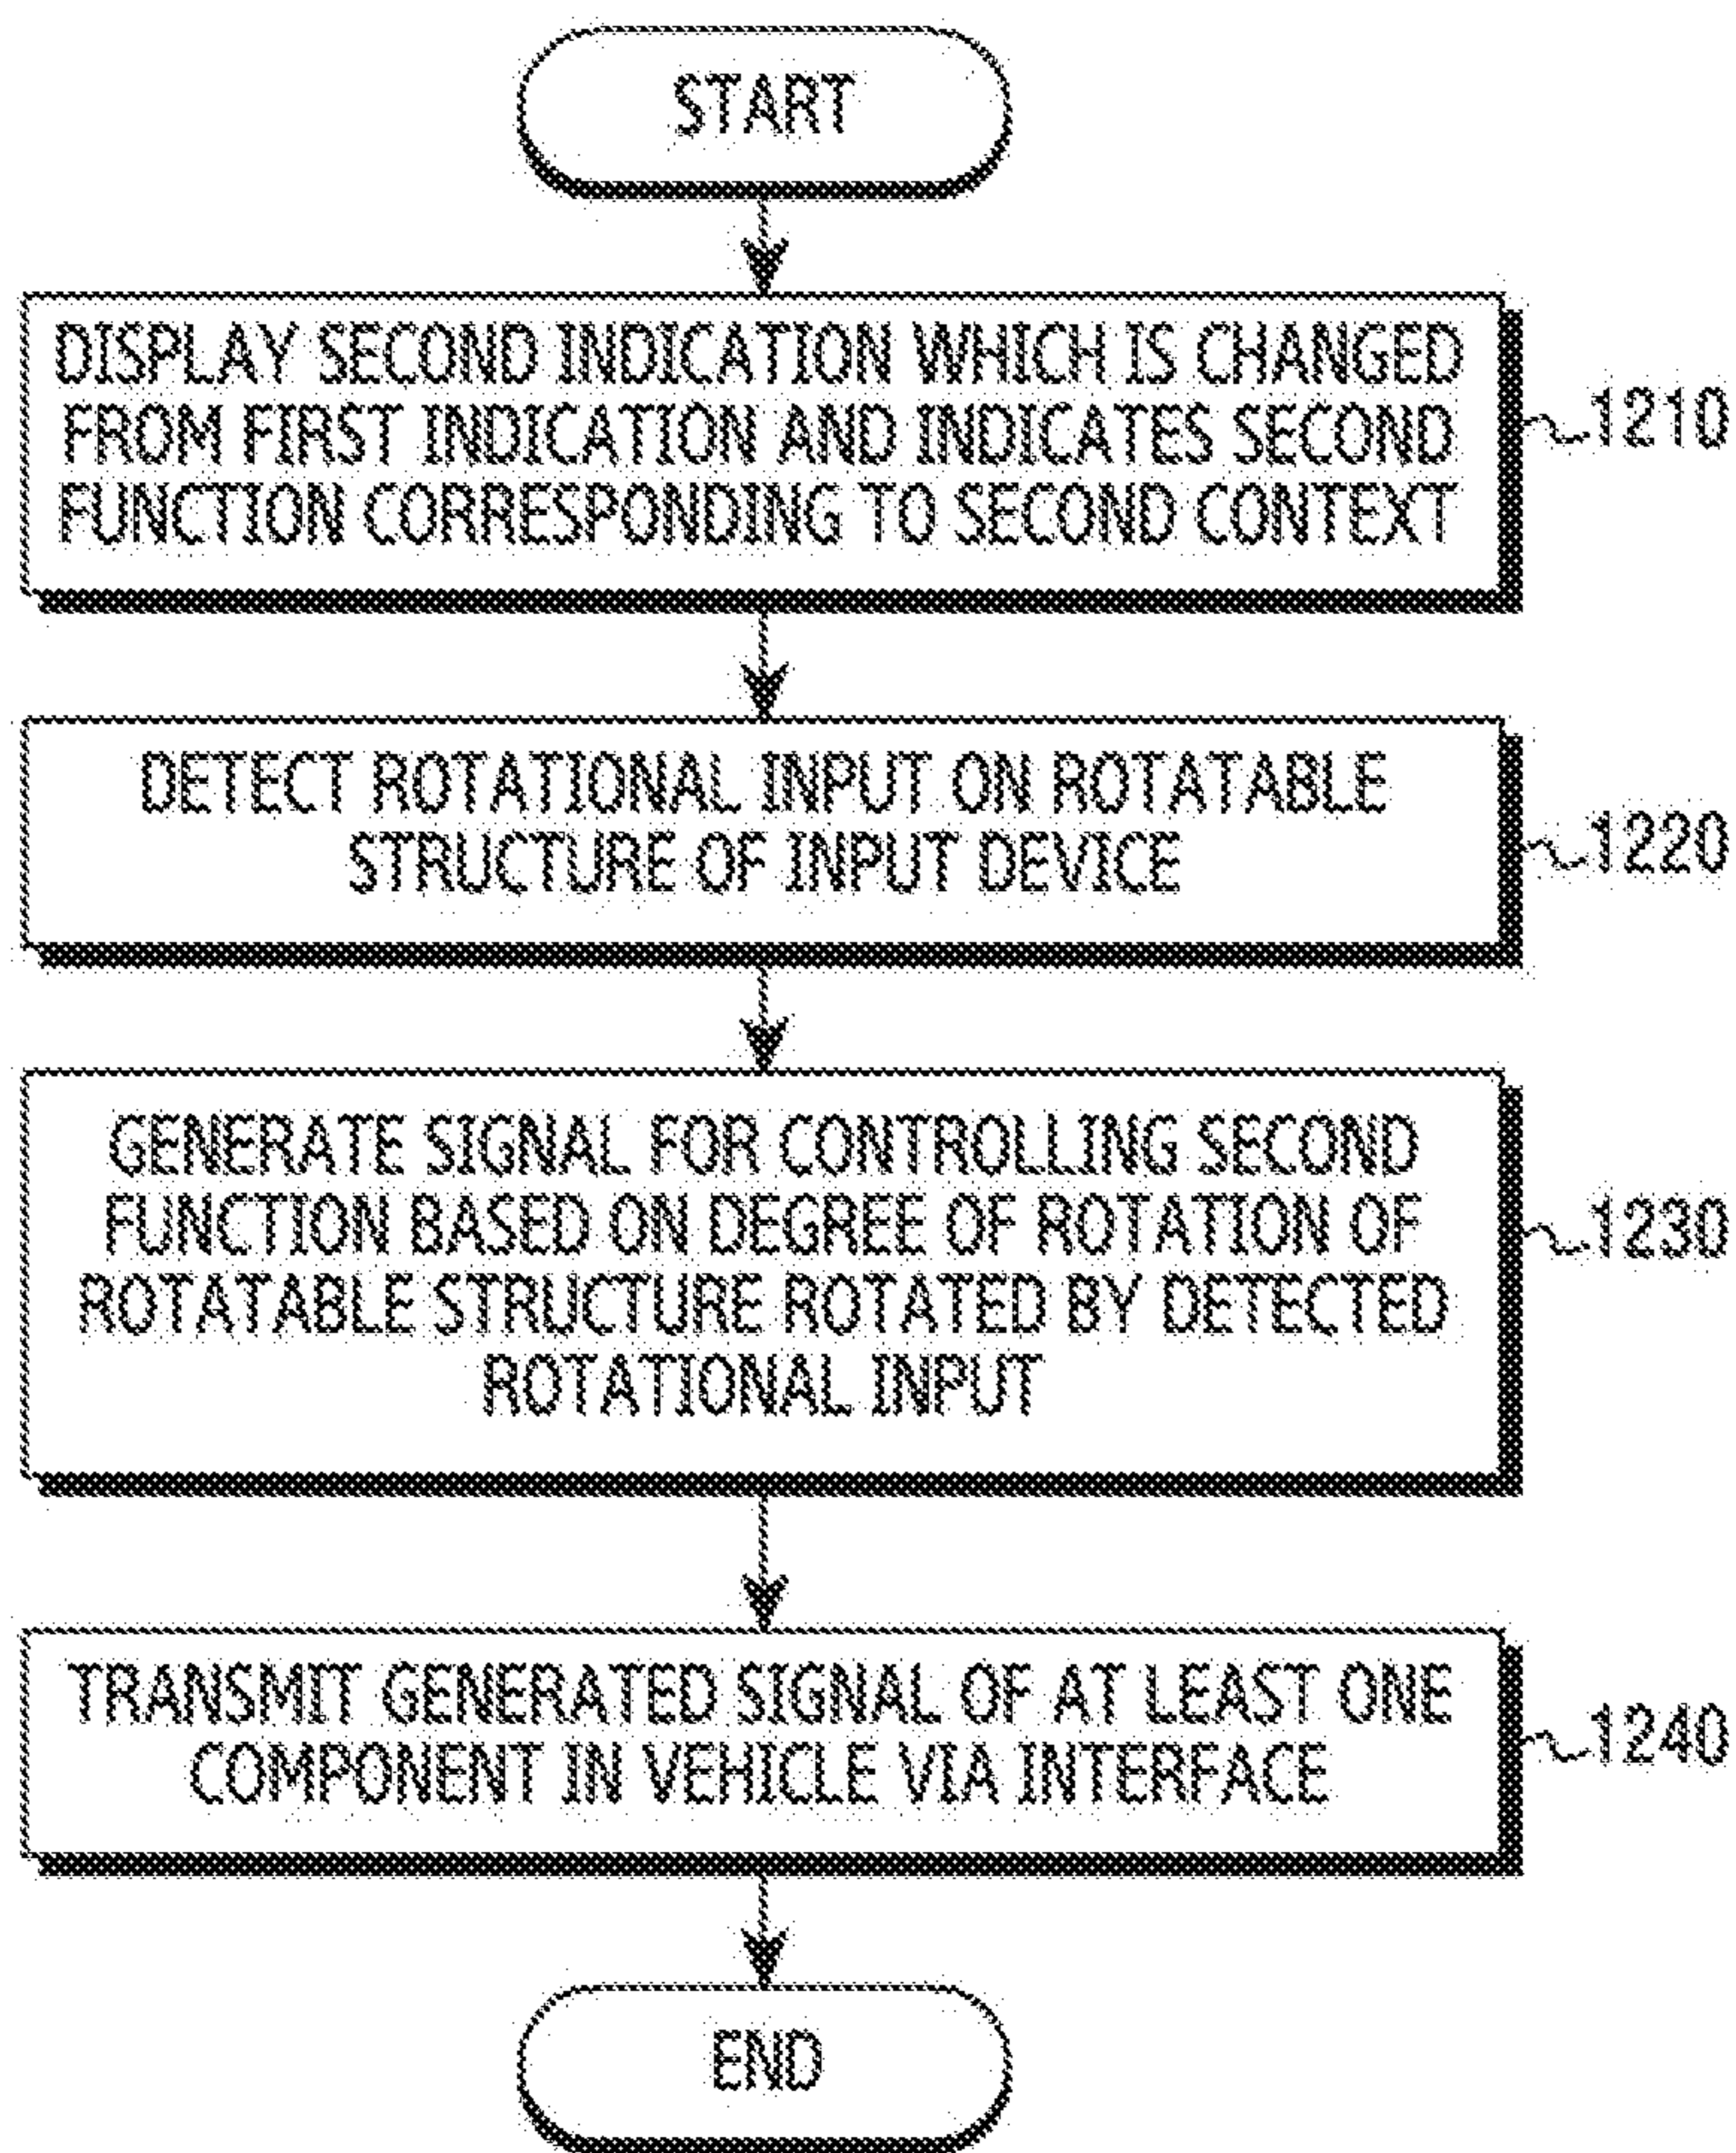 START
DISPLAY SECOND INDICATION WHICH IS CHANGED
FROM FIRST INDICATION AND INDICATES SECOND
FUNCTION CORRESPONDING TO SECOND CONTEXT
1210
DETECT ROTATIONAL INPUT ON ROTATABLE
STRUCTURE OF INPUT DEVICE
1220
GENERATE SIGNAL FOR CONTROLLING SECOND
FUNCTION BASED ON DEGREE OF ROTATION OF
ROTATABLE STRUCTURE ROTATED BY DETECTED
ROTATIONAL INPUT
1230
TRANSMIT GENERATED SIGNAL OF AT LEAST ONE
COMPONENT IN VEHICLE VIA INTERFACE
1240
END